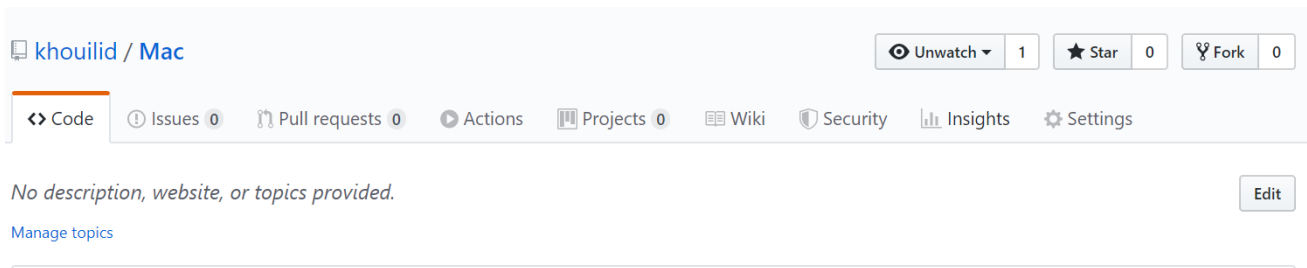 khouilid / Mac Unwatch 1 Star 0 Fork 0
Code Issues 0 Pull requests 0 Actions Projects 0 Wiki Security Insights Settings
No description, website, or topics provided. Edit
Manage topics